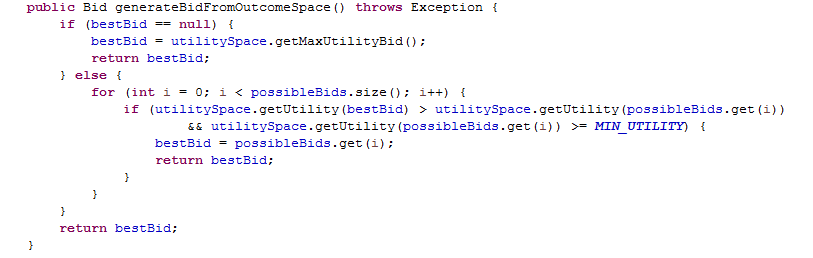 public Bid generateBidFromOutcomeSpace() throws Exception {
    if (bestBid == null) {
        bestBid = utilitySpace.getMaxUtilityBid();
        return bestBid;
    } else {
        for (int i = 0; i < possibleBids.size(); i++) {
            if (utilitySpace.getUtility(bestBid) > utilitySpace.getUtility(possibleBids.get(i))
                    && utilitySpace.getUtility(possibleBids.get(i)) >= MIN_UTILITY) {
                bestBid = possibleBids.get(i);
                return bestBid;
            }
        }
    }
    return bestBid;
}